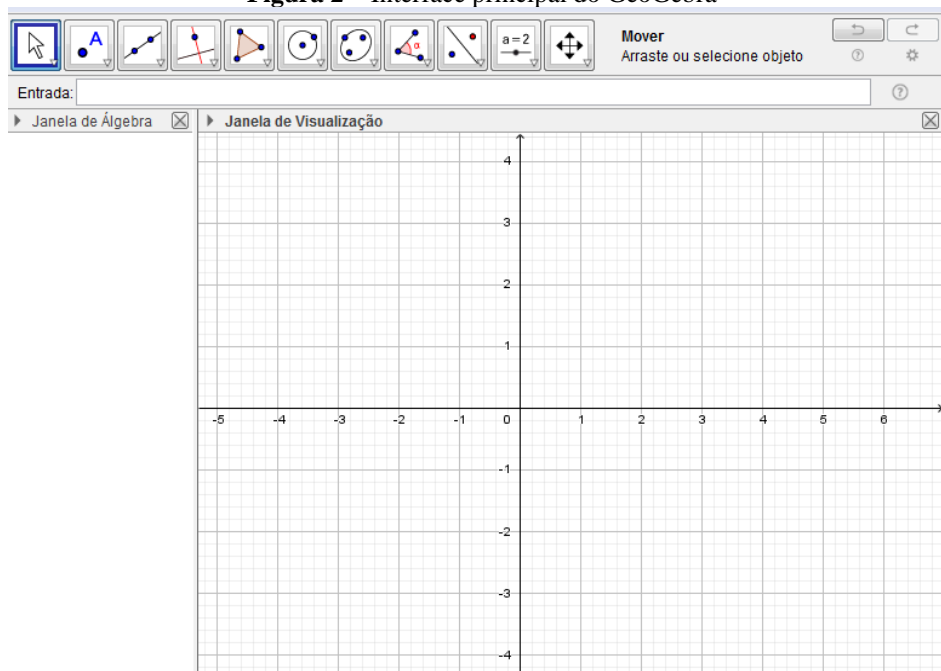 Figura 2 – Interface principal do GeoGebra
A
α
a=2
Mover
Arraste ou selecione objeto
Entrada:
Janela de Álgebra
Janela de Visualização
4
3
2
1
-5 -4 -3 -2 -1 0 1 2 3 4 5 6
-1
-2
-3
-4